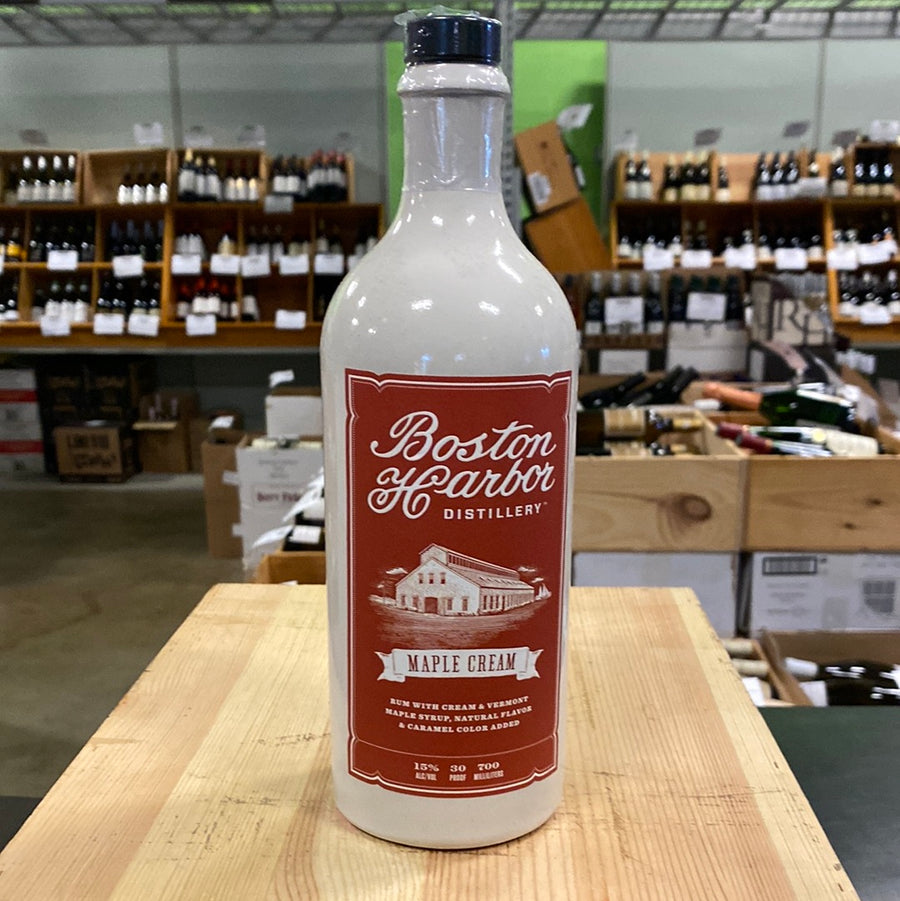 Boston
Harbor
DISTILLERY™
MAPLE CREAM
RUM WITH CREAM & VERMONT
MAPLE SYRUP, NATURAL FLAVOR
& CARAMEL COLOR ADDED
15% 30 700
ALC/VOL PROOF MILLILITERS